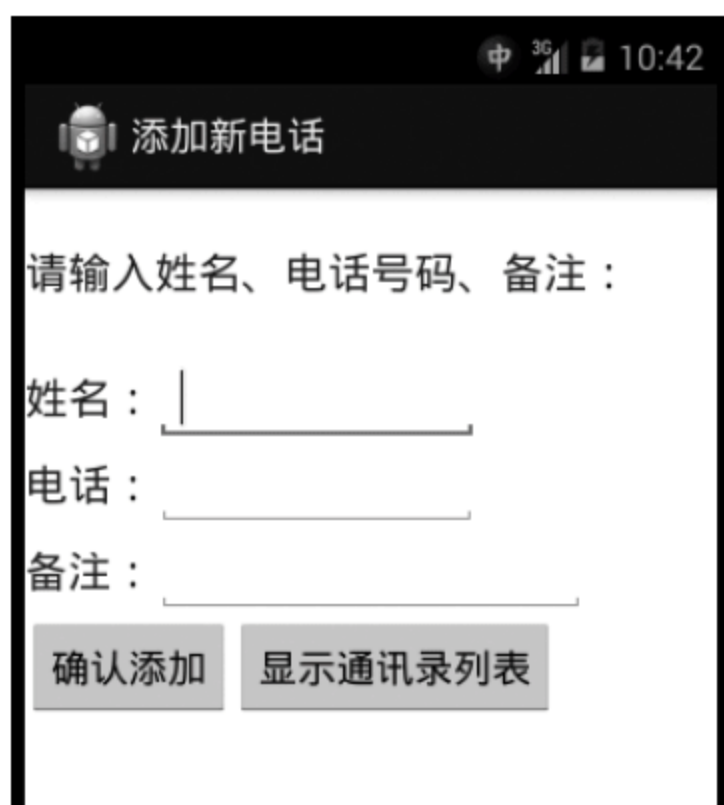 中 3G 10:42
添加新电话
请输入姓名、电话号码、备注：
姓名：
电话：
备注：
确认添加 显示通讯录列表